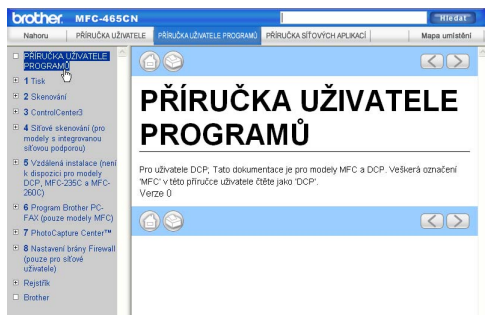 brother MFC-465CN Hledat
Nahoru PŘÍRUČKA UŽIVATELE PŘÍRUČKA UŽIVATELE PROGRAMŮ PŘÍRUČKA SÍŤOVÝCH APLIKACÍ Mapa umístění
PŘÍRUČKA UŽIVATELE
PROGRAMŮ
1 Tisk
2 Skenování
3 ControlCenter3
4 Síťové skenování (pro
modely s integrovanou
síťovou podporou)
5 Vzdálená instalace (není
k dispozici pro modely
DCP, MFC-235C a MFC-
260C)
6 Program Brother PC-
FAX (pouze modely MFC)
7 PhotoCapture Center™
8 Nastavení brány Firewall
(pouze pro síťové
uživatele)
Rejstřík
Brother
PŘÍRUČKA UŽIVATELE
PROGRAMŮ
Pro uživatele DCP; Tato dokumentace je pro modely MFC a DCP. Veškerá označení
'MFC' v této příručce uživatele čtěte jako 'DCP'.
Verze 0